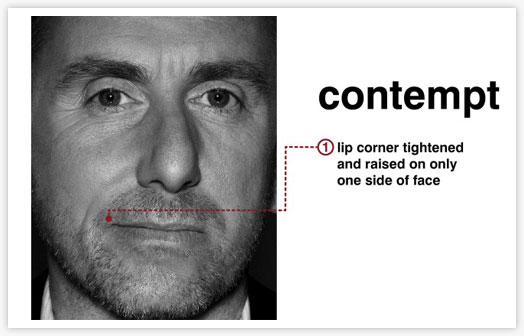 contempt
1 lip corner tightened
and raised on only
one side of face